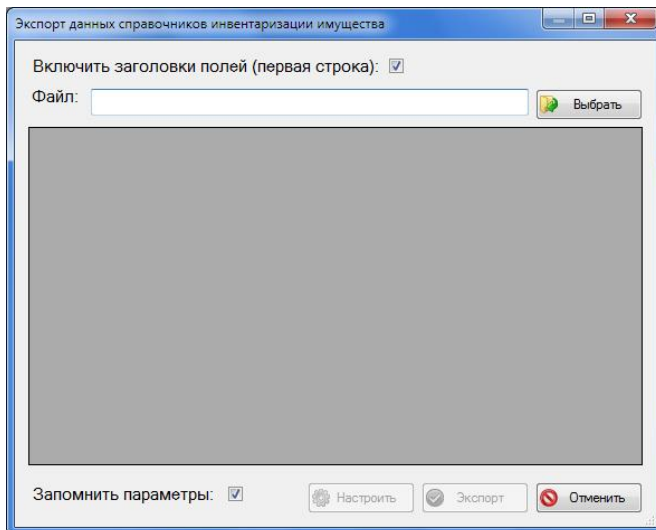 Экспорт данных справочников инвентаризации имущества
Включить заголовки полей (первая строка):
Файл:
Выбрать
Запомнить параметры:
Настроить
Экспорт
Отменить